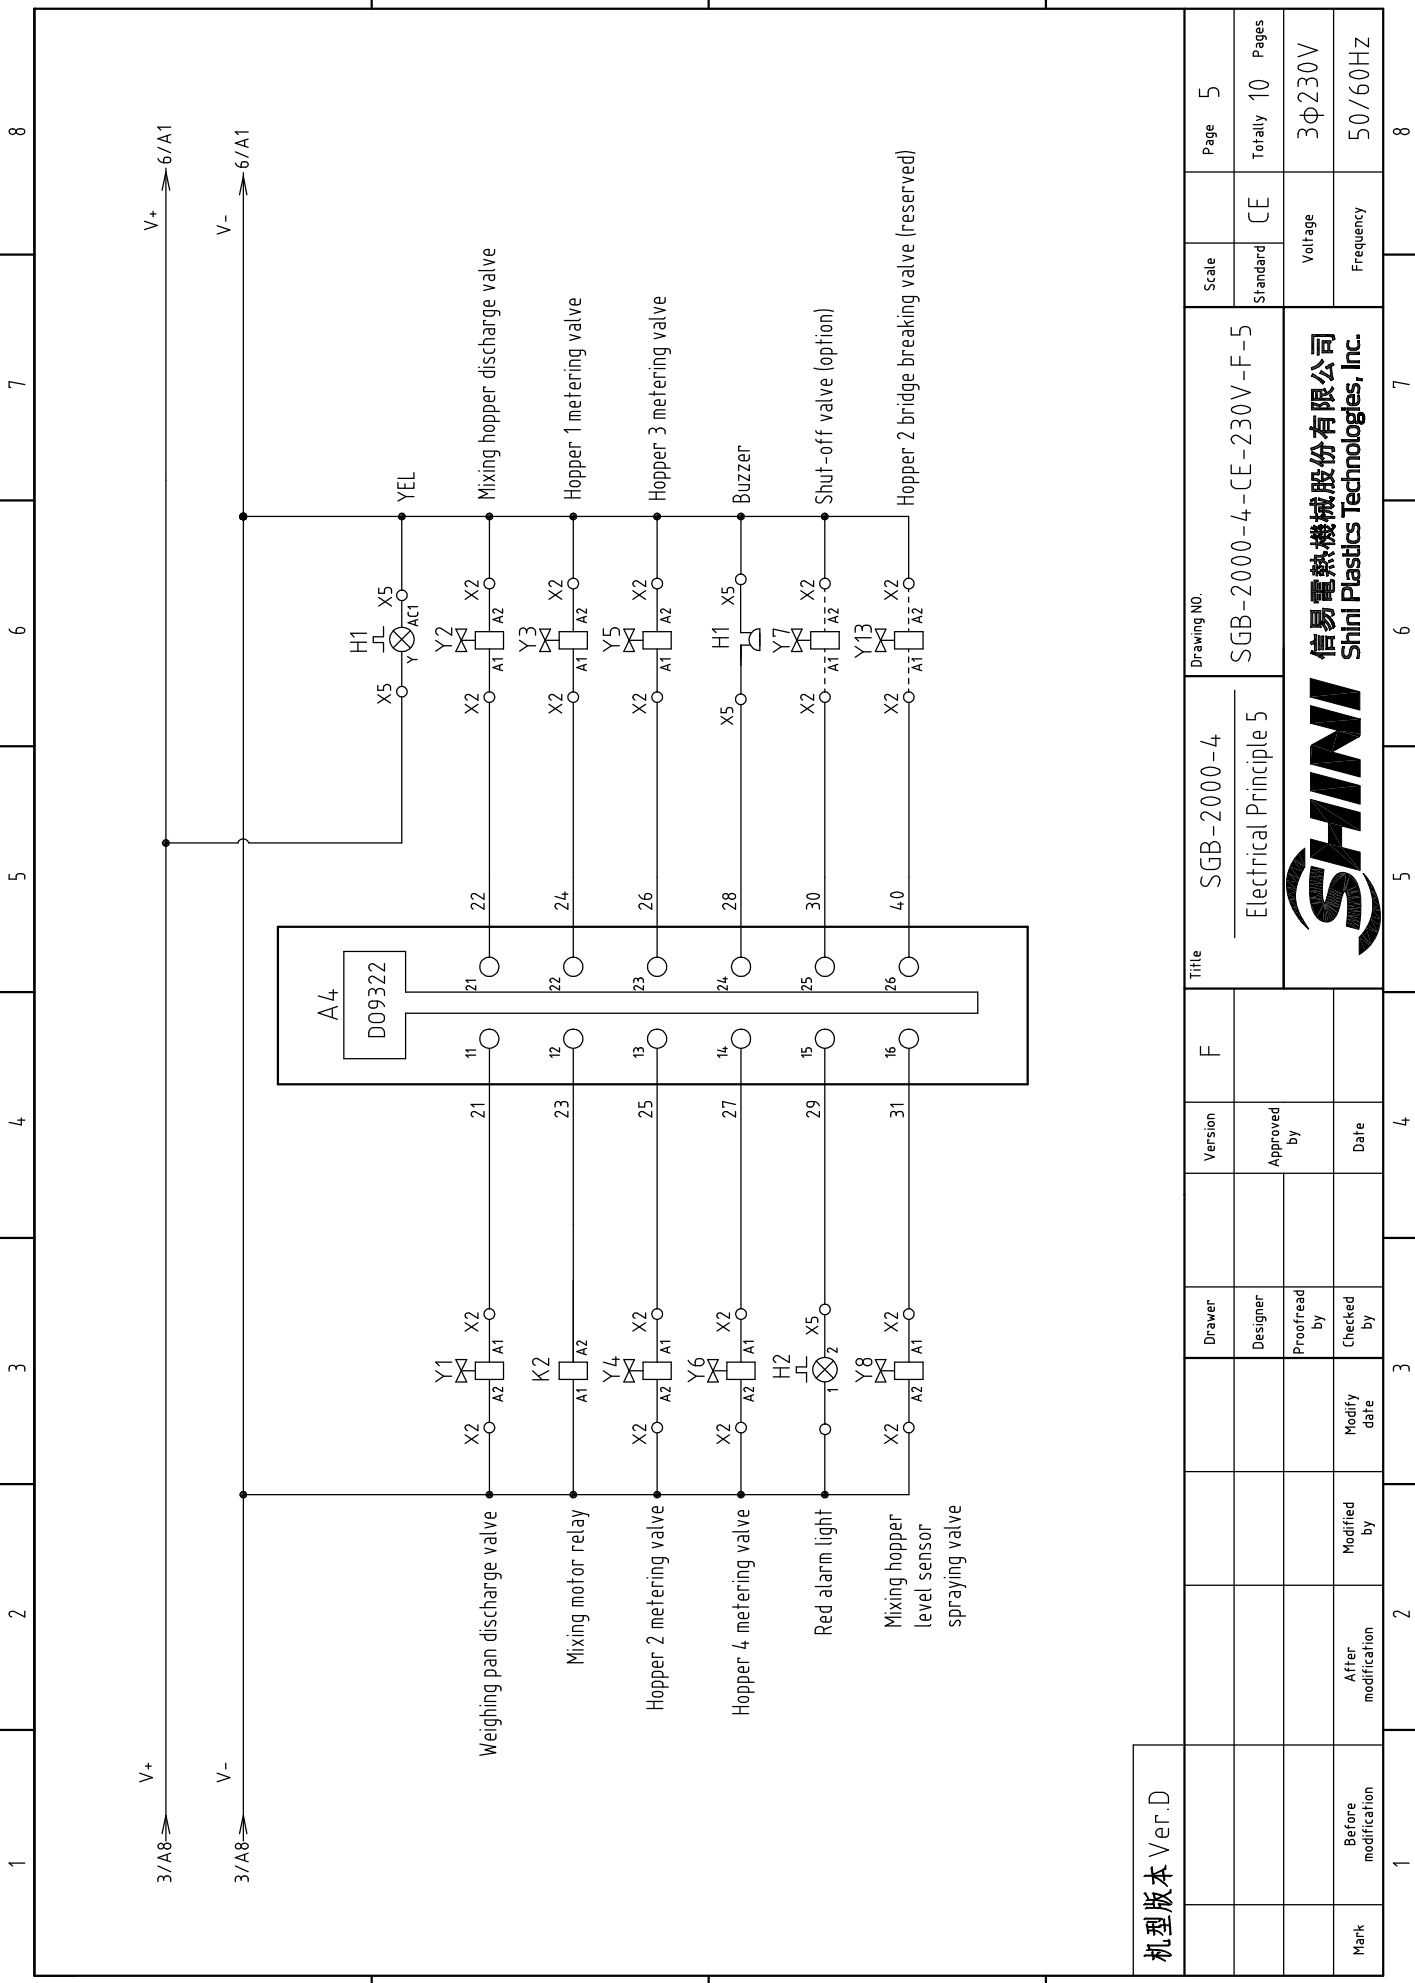 1
2
3
4
5
6
7
8
3/A8
V+
V+
6/A1
3/A8
V-
V-
6/A1
H1
X5
Y
AC1
X5
YEL
A4
DO9322
Weighing pan discharge valve
X2
Y1
A2
A1
X2
21
11
21
22
X2
Y2
A1
A2
X2
Mixing hopper discharge valve
Mixing motor relay
K2
A1
A2
23
12
22
24
X2
Y3
A1
A2
X2
Hopper 1 metering valve
Hopper 2 metering valve
X2
Y4
A2
A1
X2
25
13
23
26
X2
Y5
A1
A2
X2
Hopper 3 metering valve
Hopper 4 metering valve
X2
Y6
A2
A1
X2
27
14
24
28
X5
H1
X5
Buzzer
Red alarm light
H2
1
2
X5
29
15
25
30
X2
Y7
A1
A2
X2
Shut-off valve (option)
Mixing hopper
level sensor
spraying valve
X2
Y8
A2
A1
X2
31
16
26
40
X2
Y13
A1
A2
X2
Hopper 2 bridge breaking valve (reserved)
机型版本 Ver.D
Mark
Before
modification
After
modification
Modified
by
Modify
date
Drawer
Designer
Proofread
by
Checked
by
Version
F
Approved
by
Date
Title
SGB-2000-4
Electrical Principle 5
Drawing NO.
SGB-2000-4-CE-230V-F-5
Scale
Page 5
Standard
CE
Totally 10 Pages
Voltage
3φ230V
Frequency
50/60Hz
SHINI
信易電熱機械股份有限公司
Shini Plastics Technologies, Inc.
1
2
3
4
5
6
7
8